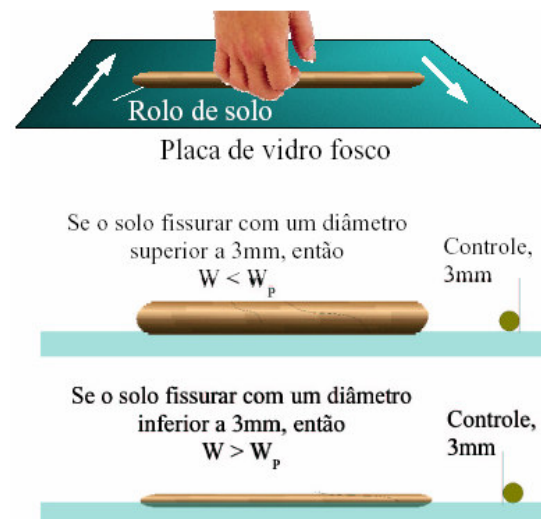 Rolo de solo
Placa de vidro fosco
Se o solo fissurar com um diâmetro
superior a 3mm, então
W < Wp
Controle,
3mm
Se o solo fissurar com um diâmetro
inferior a 3mm, então
W > Wp
Controle,
3mm